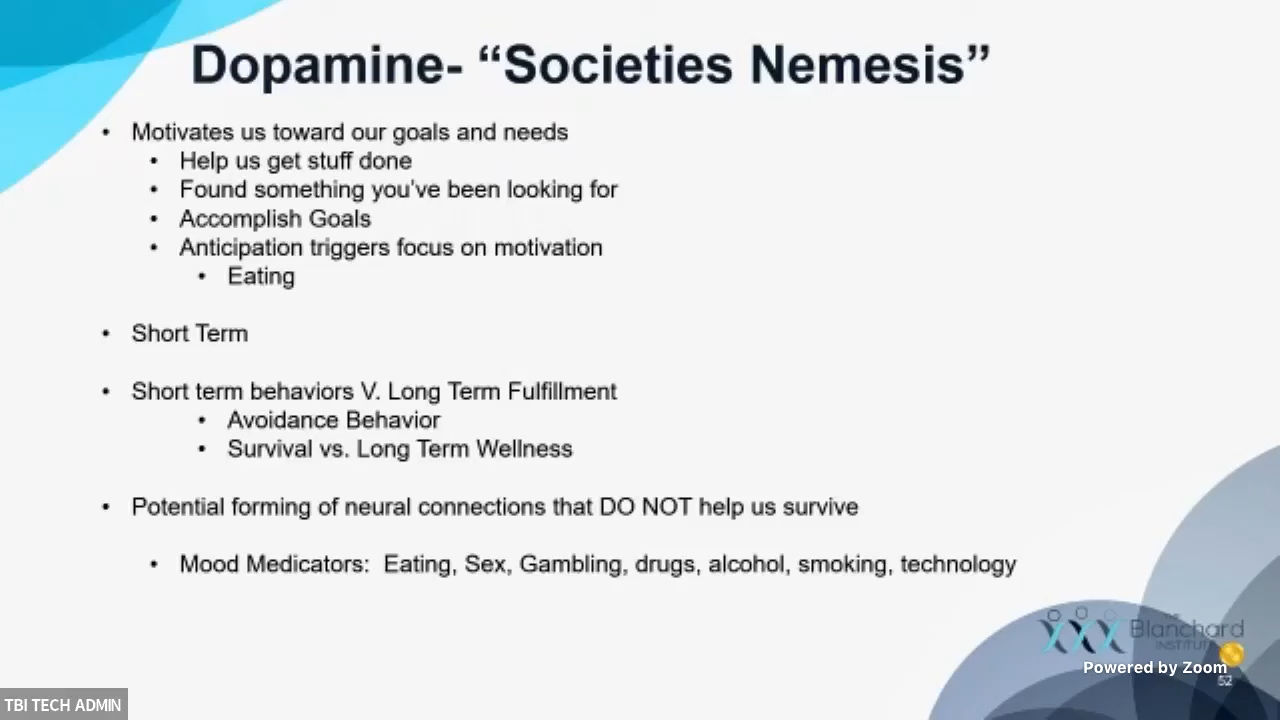 Dopamine- “Societies Nemesis”
• Motivates us toward our goals and needs
• Help us get stuff done
• Found something you've been looking for
• Accomplish Goals
• Anticipation triggers focus on motivation
• Eating
• Short Term
• Short term behaviors V. Long Term Fulfillment
• Avoidance Behavior
• Survival vs. Long Term Wellness
• Potential forming of neural connections that DO NOT help us survive
• Mood Medicators: Eating, Sex, Gambling, drugs, alcohol, smoking, technology
THE
Blanchard
INSTITUTE
Powered by Zoom
52
TBI TECH ADMIN